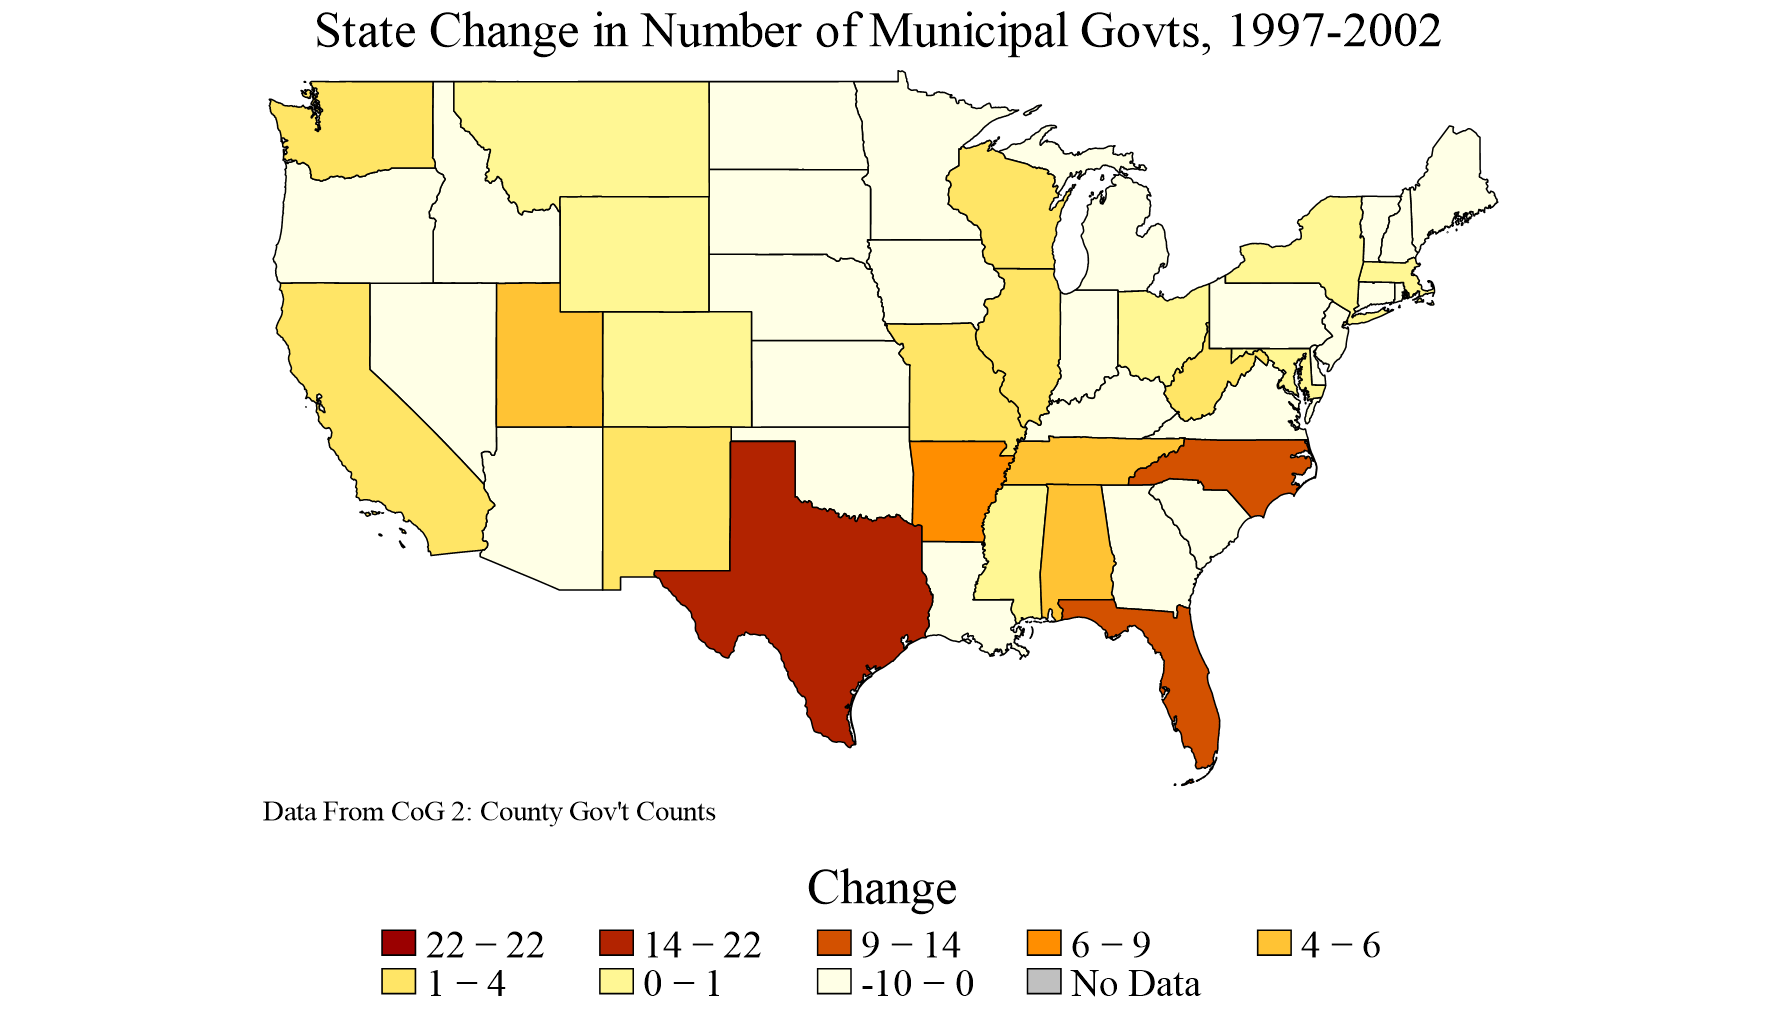 State Change in Number of Municipal Govts, 1997-2002
Data From CoG 2: County Gov't Counts
Change
22 – 22 14 – 22 9 – 14 6 – 9 4 – 6
1 – 4 0 – 1 -10 – 0 No Data